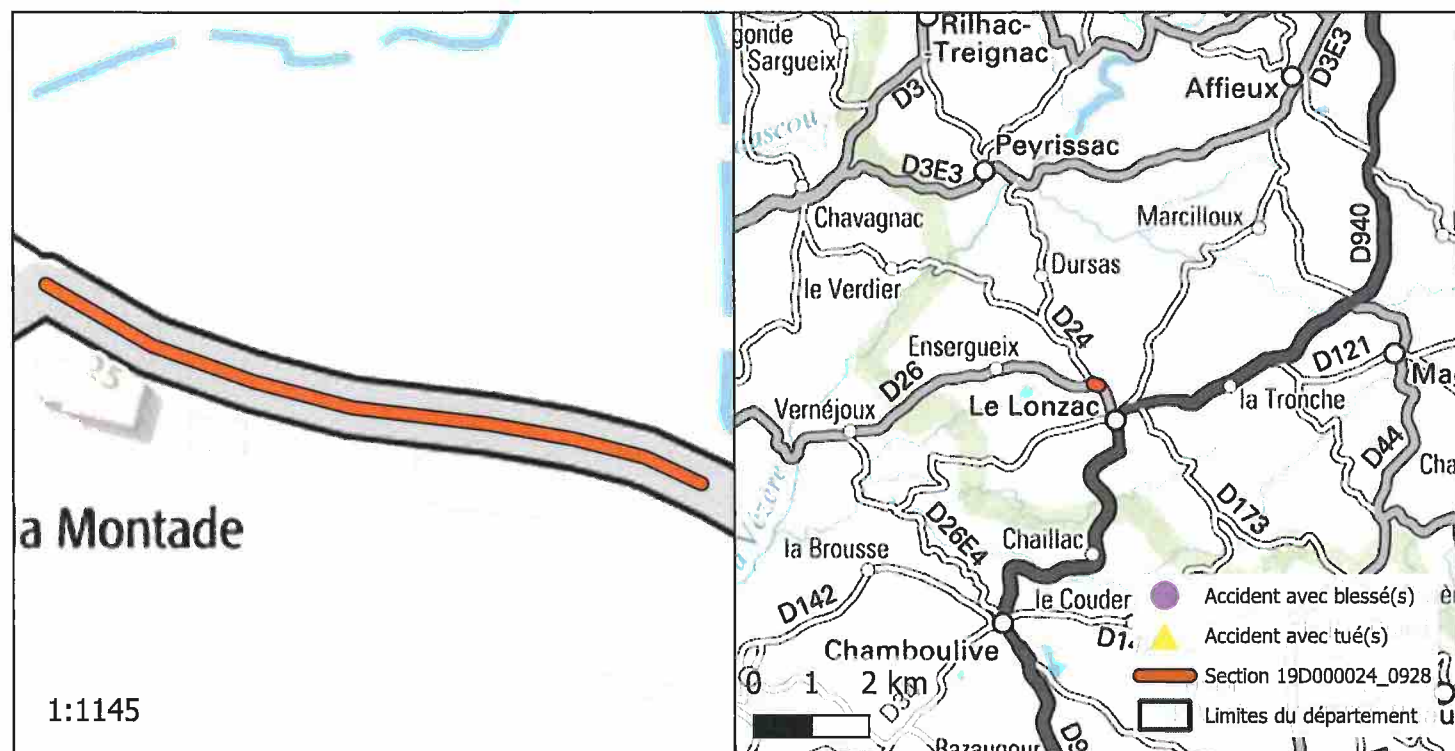 25
a Montade
1:1145
gonde
Sargueix
Rilhac-
Treignac
D3
Affieux
D3E3
Peyrissac
D3E3
Chavagnac
Marcilloux
D940
Dursas
le Verdier
D24
Ensergueix
D26
D121
Le Lonzac
la Tronche
Vernéjoux
D44
Vézère
D173
D26E4
Chaillac
la Brousse
D142
le Couder
Chamboulive
0 1 2 km
Accident avec blessé(s)
Accident avec tué(s)
Section 19D000024_0928
Limites du département